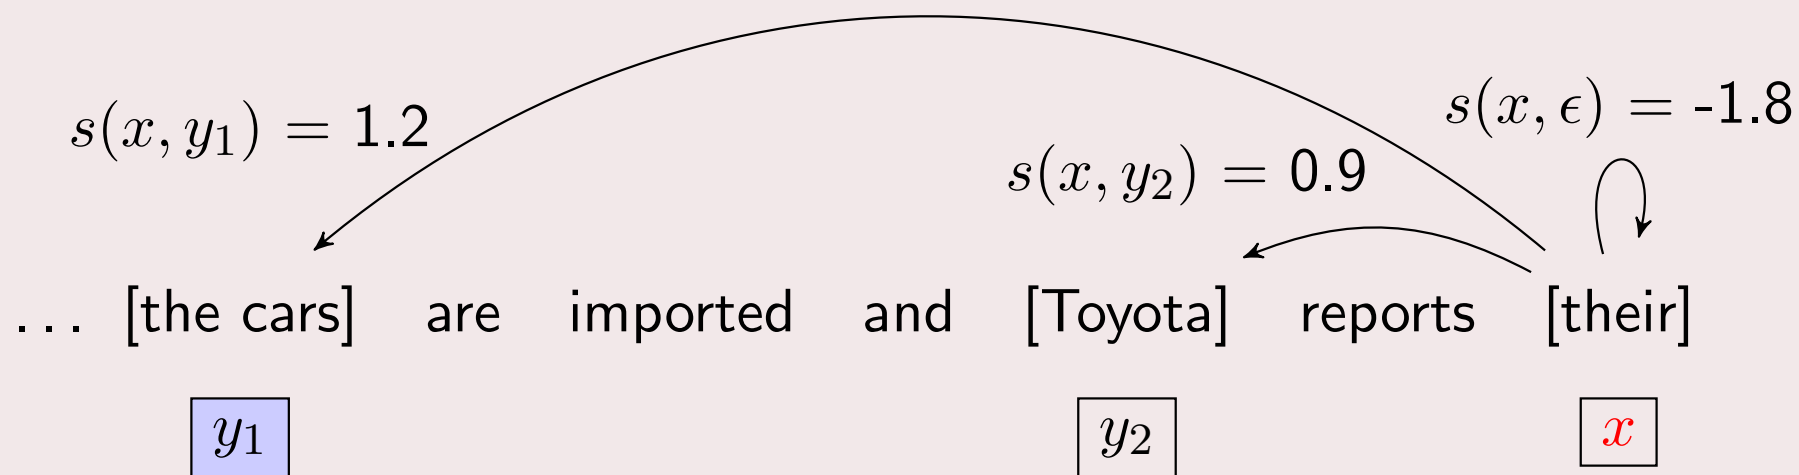 s(x, ϵ) = -1.8
s(x, y₁) = 1.2
s(x, y₂) = 0.9
... [the cars] are imported and [Toyota] reports [their]
y₁ y₂ x